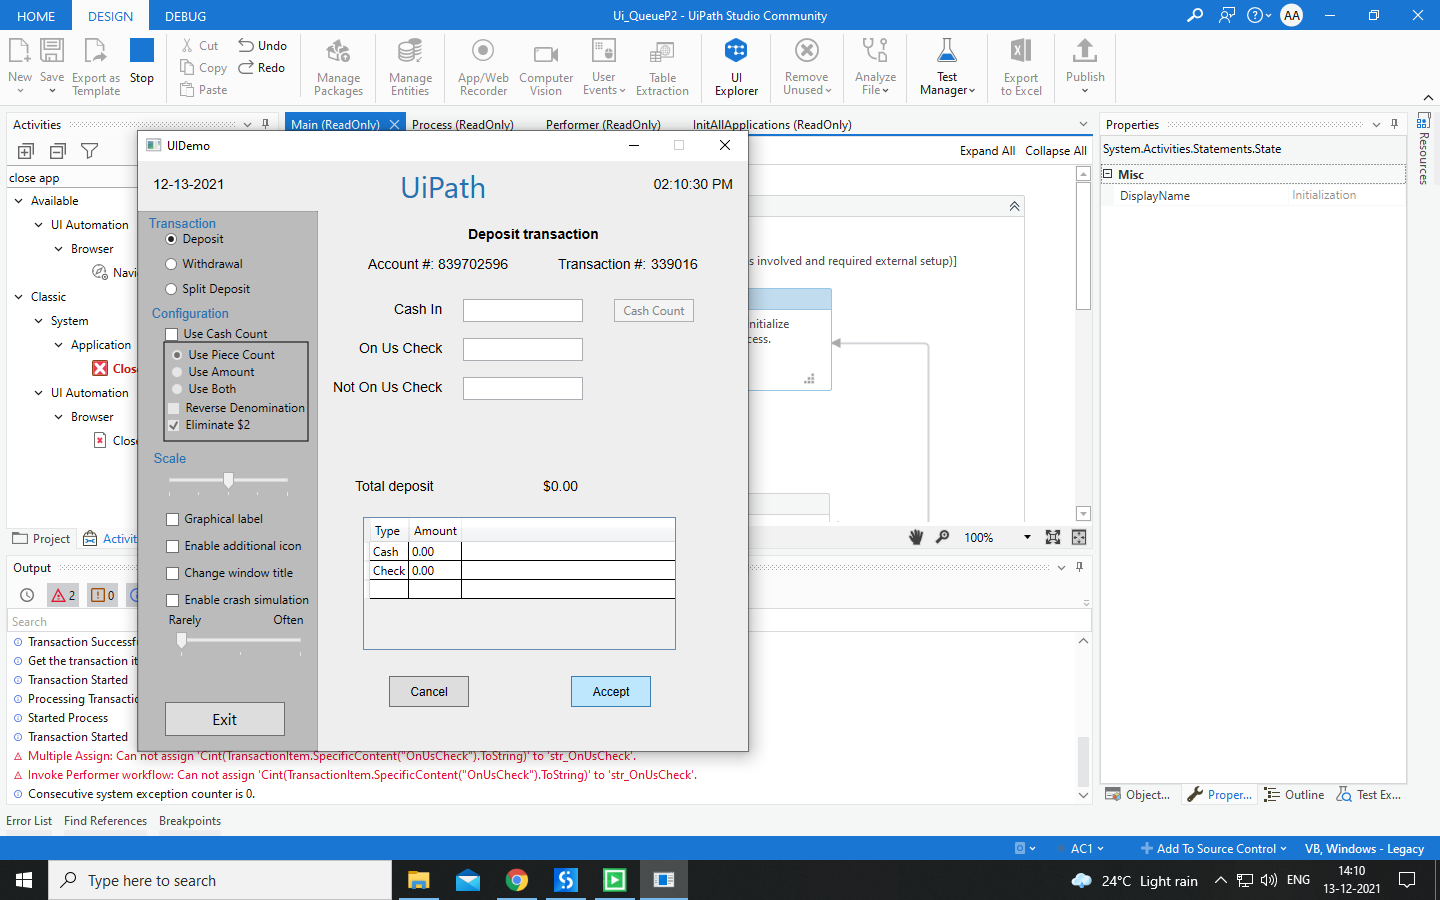 HOME DESIGN DEBUG
Ui_QueueP2 - UiPath Studio Community
AA
New
Save
Export as Template
Stop
Cut
Copy
Paste
Undo
Redo
Manage Packages
Manage Entities
App/Web Recorder
Computer Vision
User Events
Table Extraction
UI Explorer
Remove Unused
Analyze File
Test Manager
Export to Excel
Publish
Activities
close app
Available
UI Automation
Browser
Navi
Classic
System
Application
Clos
UI Automation
Browser
Close
Project
Activiti
Main (ReadOnly) Process (ReadOnly) Performer (ReadOnly) InitAllApplications (ReadOnly)
Expand All Collapse All
s involved and required external setup)]
nitialize
cess.
100%
UIDemo
12-13-2021
UiPath
02:10:30 PM
Transaction
Deposit
Withdrawal
Split Deposit
Configuration
Use Cash Count
Use Piece Count
Use Amount
Use Both
Reverse Denomination
Eliminate $2
Scale
Graphical label
Enable additional icon
Change window title
Enable crash simulation
Rarely Often
Exit
Deposit transaction
Account #: 839702596 Transaction #: 339016
Cash In
Cash Count
On Us Check
Not On Us Check
Total deposit $0.00
Type Amount
Cash 0.00
Check 0.00
Cancel Accept
Output
2
0
Search
Transaction Successf
Get the transaction it
Transaction Started
Processing Transactio
Started Process
Transaction Started
Multiple Assign: Can not assign 'Cint(TransactionItem.SpecificContent("OnUsCheck").ToString)' to 'str_OnUsCheck'.
Invoke Performer workflow: Can not assign 'Cint(TransactionItem.SpecificContent("OnUsCheck").ToString)' to 'str_OnUsCheck'.
Consecutive system exception counter is 0.
Error List Find References Breakpoints
Properties
System.Activities.Statements.State
Misc
DisplayName Initialization
Resources
Object... Proper... Outline Test Ex...
AC1
Add To Source Control
VB, Windows - Legacy
Type here to search
24°C Light rain
ENG
14:10
13-12-2021